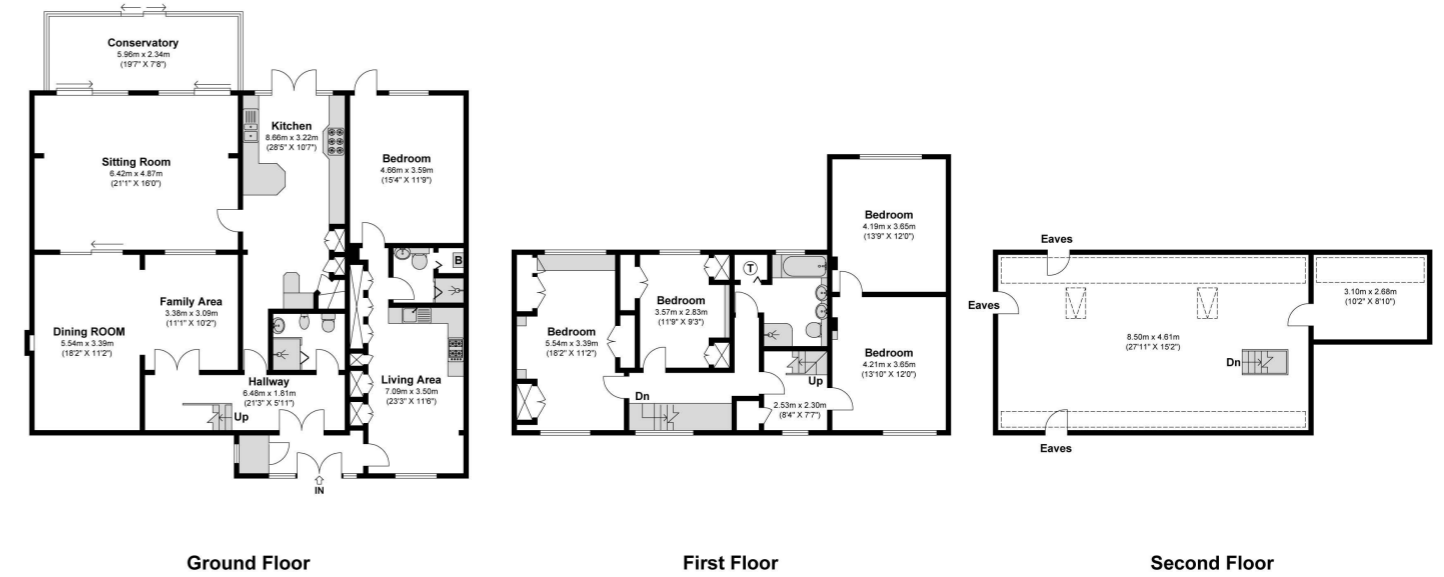 Conservatory
5.96m x 2.34m
(19'7" X 7'8")
Kitchen
8.66m x 3.22m
(28'5" X 10'7")
Sitting Room
6.42m x 4.87m
(21'1" X 16'0")
Bedroom
4.66m x 3.59m
(15'4" X 11'9")
B
Family Area
3.38m x 3.09m
(11'1" X 10'2")
Dining ROOM
5.54m x 3.39m
(18'2" X 11'2")
Hallway
6.48m x 1.81m
(21'3" X 5'11")
Up
Living Area
7.09m x 3.50m
(23'3" X 11'6")
IN
Ground Floor
Bedroom
4.19m x 3.65m
(13'9" X 12'0")
T
Bedroom
3.57m x 2.83m
(11'9" X 9'3")
Bedroom
5.54m x 3.39m
(18'2" X 11'2")
Bedroom
4.21m x 3.65m
(13'10" X 12'0")
Up
Dn
2.53m x 2.30m
(8'4" X 7'7")
First Floor
Eaves
Eaves
3.10m x 2.68m
(10'2" X 8'10")
8.50m x 4.61m
(27'11" X 15'2")
Dn
Eaves
Second Floor